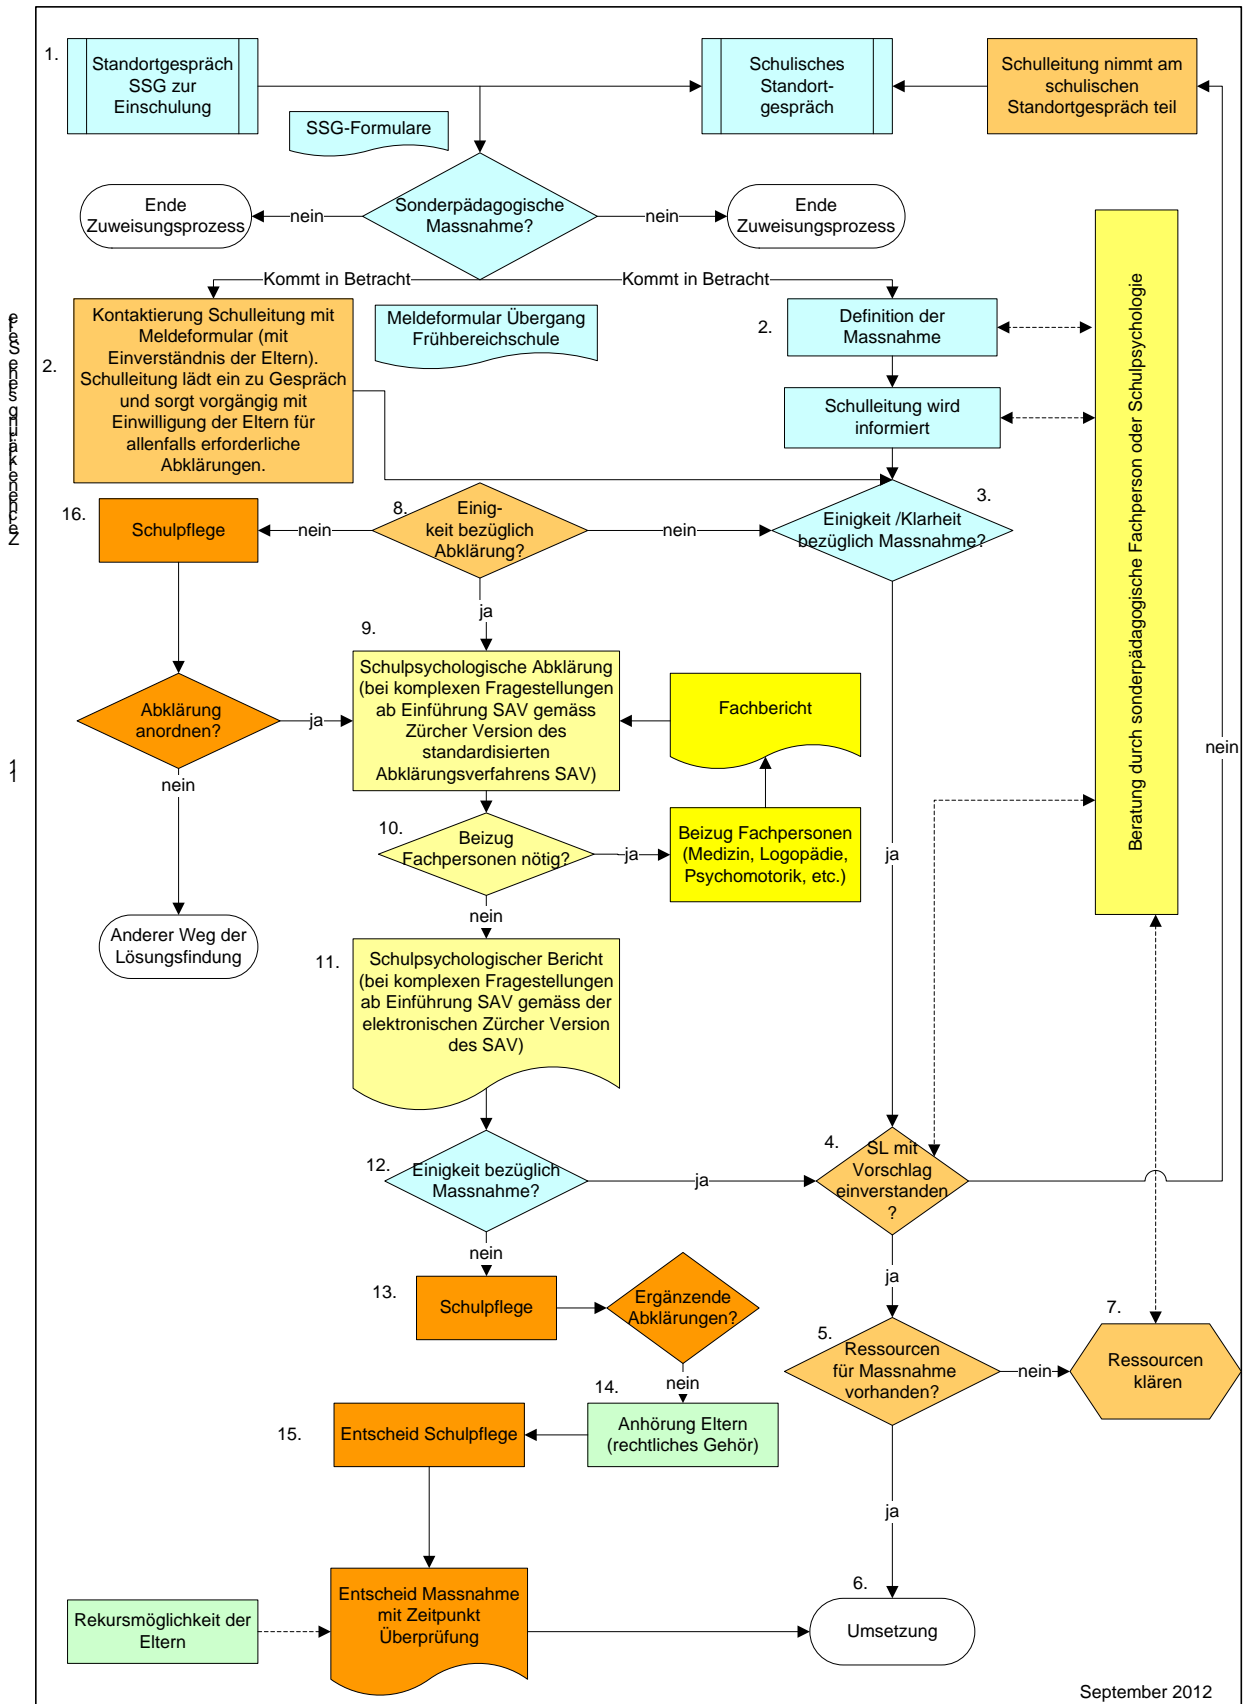 1.
Standortgespräch
SSG zur
Einschulung
Schulisches
Standort-
gespräch
Schulleitung nimmt am
schulischen
Standortgespräch teil
SSG-Formulare
Ende
Zuweisungsprozess
nein
Sonderpädagogische
Massnahme?
nein
Ende
Zuweisungsprozess
Kommt in Betracht
Kommt in Betracht
2.
Kontaktierung Schulleitung mit
Meldeformular (mit
Einverständnis der Eltern).
Schulleitung lädt ein zu Gespräch
und sorgt vorgängig mit
Einwilligung der Eltern für
allenfalls erforderliche
Abklärungen.
Meldeformular Übergang
Frühbereichschule
2.
Definition der
Massnahme
Schulleitung wird
informiert
Beratung durch sonderpädagogische Fachperson oder Schulpsychologie
16.
Schulpflege
nein
8.
Einig-
keit bezüglich
Abklärung?
nein
3.
Einigkeit /Klarheit
bezüglich Massnahme?
ja
9.
Schulpsychologische Abklärung
(bei komplexen Fragestellungen
ab Einführung SAV gemäss
Zürcher Version des
standardisierten
Abklärungsverfahrens SAV)
Fachbericht
Abklärung
anordnen?
ja
nein
nein
10.
Beizug
Fachpersonen nötig?
ja
Beizug Fachpersonen
(Medizin, Logopädie,
Psychomotorik, etc.)
ja
nein
Anderer Weg der
Lösungsfindung
11.
Schulpsychologischer Bericht
(bei komplexen Fragestellungen
ab Einführung SAV gemäss der
elektronischen Zürcher Version
des SAV)
12.
Einigkeit bezüglich
Massnahme?
ja
4.
SL mit
Vorschlag
einverstanden
?
nein
ja
13.
Schulpflege
Ergänzende
Abklärungen?
5.
Ressourcen
für Massnahme
vorhanden?
nein
7.
Ressourcen
klären
nein
14.
Anhörung Eltern
(rechtliches Gehör)
15.
Entscheid Schulpflege
ja
Rekursmöglichkeit der
Eltern
Entscheid Massnahme
mit Zeitpunkt
Überprüfung
6.
Umsetzung
September 2012